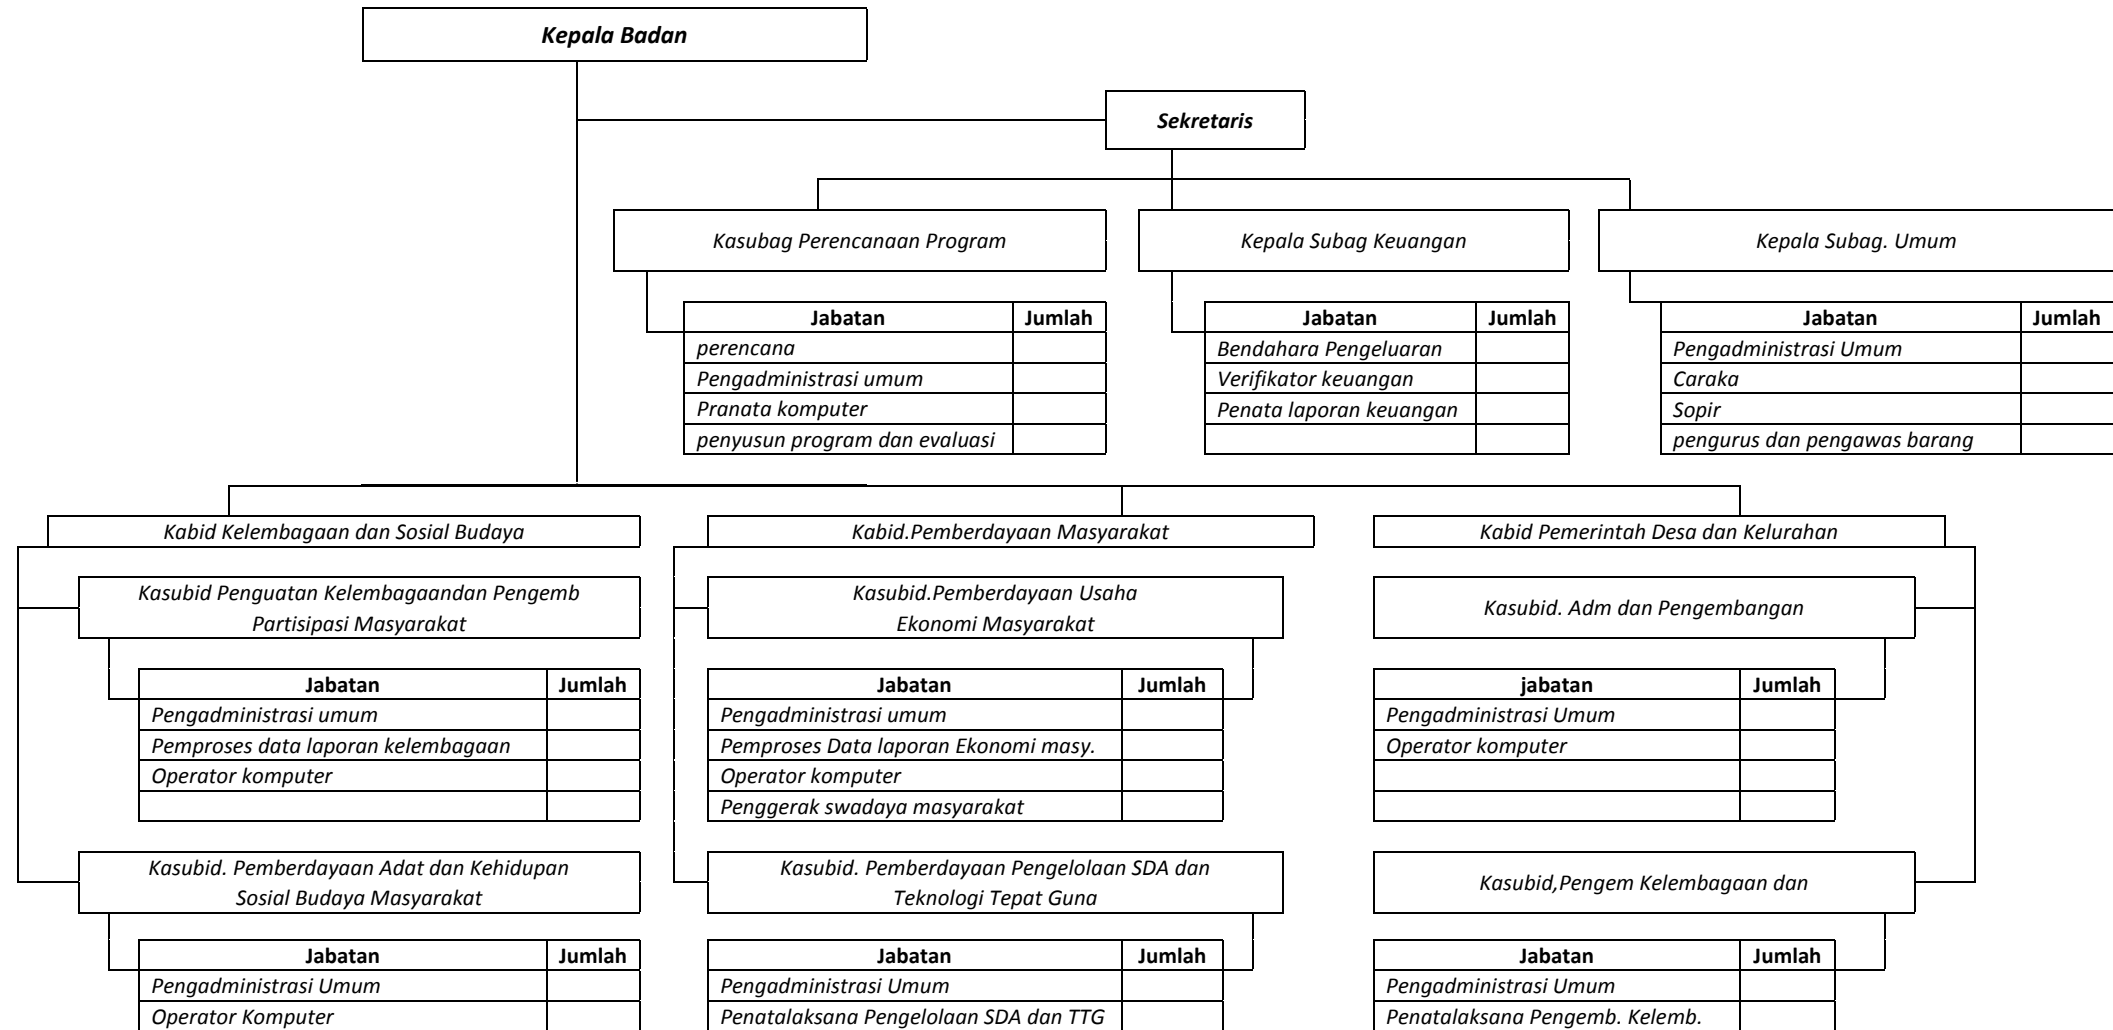 Kepala Badan
Sekretaris
Kasubag Perencanaan Program
Kepala Subag Keuangan
Kepala Subag. Umum
Jabatan Jumlah
perencana
Pengadministrasi umum
Pranata komputer
penyusun program dan evaluasi
Jabatan Jumlah
Bendahara Pengeluaran
Verifikator keuangan
Penata laporan keuangan
Jabatan Jumlah
Pengadministrasi Umum
Caraka
Sopir
pengurus dan pengawas barang
Kabid Kelembagaan dan Sosial Budaya
Kabid.Pemberdayaan Masyarakat
Kabid Pemerintah Desa dan Kelurahan
Kasubid Penguatan Kelembagaandan Pengemb
Partisipasi Masyarakat
Kasubid.Pemberdayaan Usaha
Ekonomi Masyarakat
Kasubid. Adm dan Pengembangan
Jabatan Jumlah
Pengadministrasi umum
Pemproses data laporan kelembagaan
Operator komputer
Jabatan Jumlah
Pengadministrasi umum
Pemproses Data laporan Ekonomi masy.
Operator komputer
Penggerak swadaya masyarakat
jabatan Jumlah
Pengadministrasi Umum
Operator komputer
Kasubid. Pemberdayaan Adat dan Kehidupan
Sosial Budaya Masyarakat
Kasubid. Pemberdayaan Pengelolaan SDA dan
Teknologi Tepat Guna
Kasubid,Pengem Kelembagaan dan
Jabatan Jumlah
Pengadministrasi Umum
Operator Komputer
Jabatan Jumlah
Pengadministrasi Umum
Penatalaksana Pengelolaan SDA dan TTG
Jabatan Jumlah
Pengadministrasi Umum
Penatalaksana Pengemb. Kelemb.